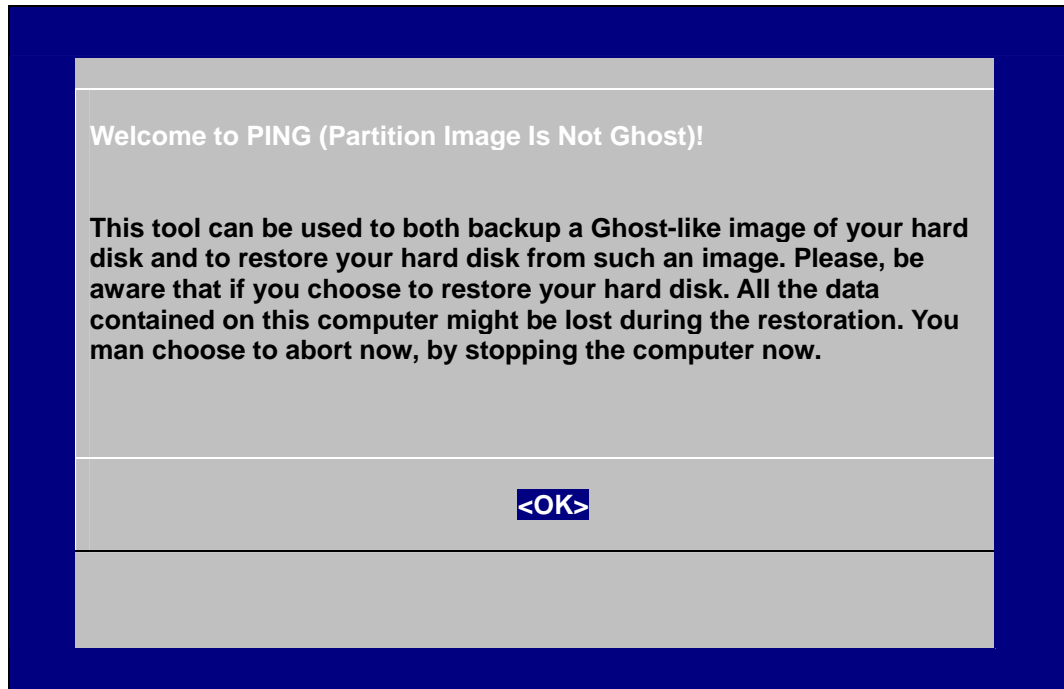 Welcome to PING (Partition Image Is Not Ghost)!
This tool can be used to both backup a Ghost-like image of your hard
disk and to restore your hard disk from such an image. Please, be
aware that if you choose to restore your hard disk. All the data
contained on this computer might be lost during the restoration. You
man choose to abort now, by stopping the computer now.
<OK>